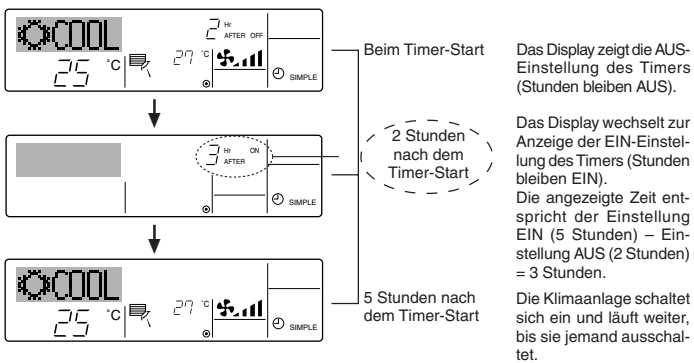 COOL
2 Hr
AFTER OFF
25 °C
27 °C
SIMPLE
Beim Timer-Start
Das Display zeigt die AUS-
Einstellung des Timers
(Stunden bleiben AUS).
3 Hr ON
AFTER
SIMPLE
2 Stunden
nach dem
Timer-Start
Das Display wechselt zur
Anzeige der EIN-Einstel-
lung des Timers (Stunden
bleiben EIN).
Die angezeigte Zeit ent-
spricht der Einstellung
EIN (5 Stunden) – Ein-
stellung AUS (2 Stunden)
= 3 Stunden.
COOL
25 °C
27 °C
SIMPLE
5 Stunden nach
dem Timer-Start
Die Klimaanlage schaltet
sich ein und läuft weiter,
bis sie jemand ausschal-
tet.